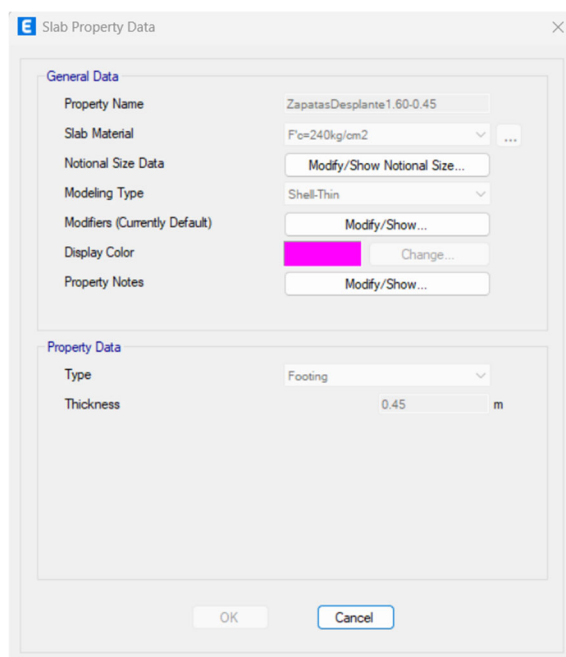 E Slab Property Data
General Data
Property Name ZapatasDesplante1.60-0.45
Slab Material F'c=240kg/cm2 ...
Notional Size Data Modify/Show Notional Size...
Modeling Type Shell-Thin
Modifiers (Currently Default) Modify/Show...
Display Color Change...
Property Notes Modify/Show...
Property Data
Type Footing
Thickness 0.45 m
OK Cancel